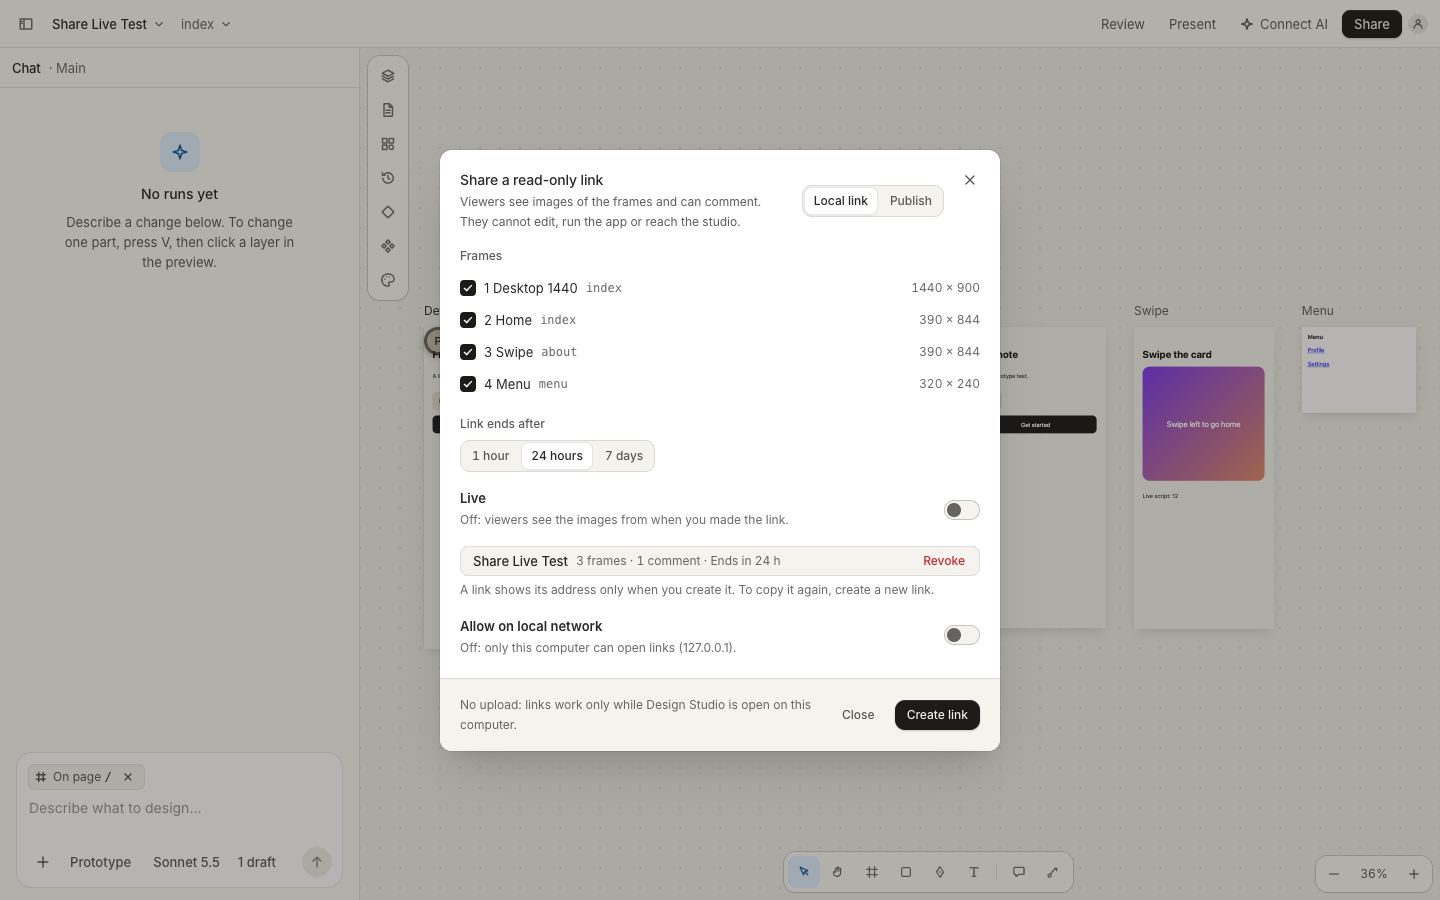 Share Live Test
index
Review
Present
Connect AI
Share
Chat · Main
No runs yet
Describe a change below. To change
one part, press V, then click a layer in
the preview.
On page /
Describe what to design...
Prototype
Sonnet 5.5
1 draft
Share a read-only link
Viewers see images of the frames and can comment.
They cannot edit, run the app or reach the studio.
Local link
Publish
Frames
1 Desktop 1440 index 1440 × 900
2 Home index 390 × 844
3 Swipe about 390 × 844
4 Menu menu 320 × 240
Link ends after
1 hour
24 hours
7 days
Live
Off: viewers see the images from when you made the link.
Share Live Test 3 frames · 1 comment · Ends in 24 h Revoke
A link shows its address only when you create it. To copy it again, create a new link.
Allow on local network
Off: only this computer can open links (127.0.0.1).
No upload: links work only while Design Studio is open on this
computer.
Close
Create link
Get started
Swipe
Swipe the card
Swipe left to go home
Live script: 12
Menu
Menu
Profile
Settings
36%